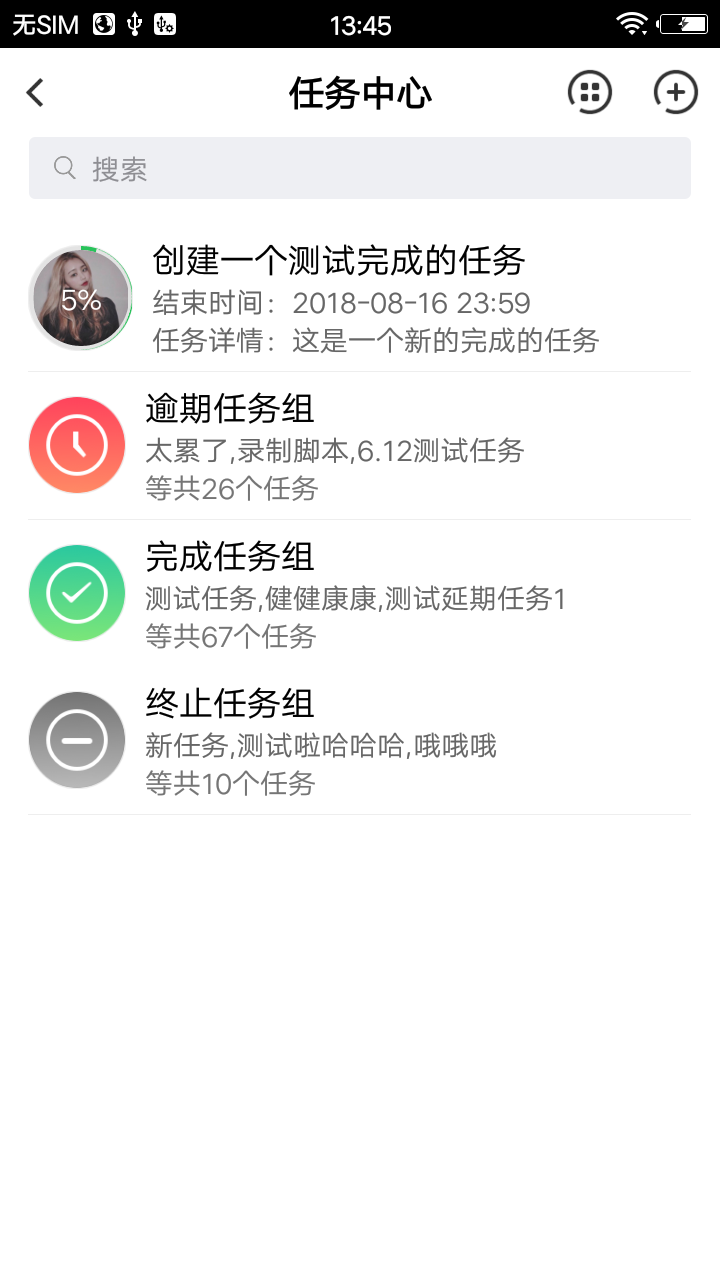 无SIM
13:45
任务中心
搜索
5%
创建一个测试完成的任务
结束时间：2018-08-16 23:59
任务详情：这是一个新的完成的任务
逾期任务组
太累了,录制脚本,6.12测试任务
等共26个任务
完成任务组
测试任务,健健康康,测试延期任务1
等共67个任务
终止任务组
新任务,测试啦哈哈哈,哦哦哦
等共10个任务